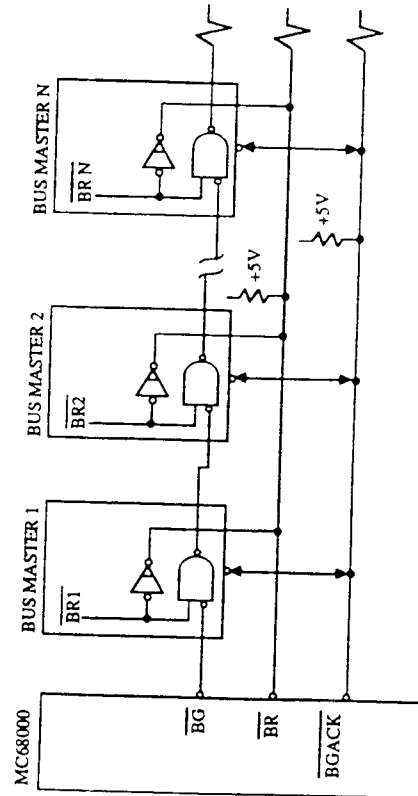 MC68000
BUS MASTER 1
BUS MASTER 2
BUS MASTER N
BR1
BR2
BR N
BG
BR
BGACK
+5V
+5V